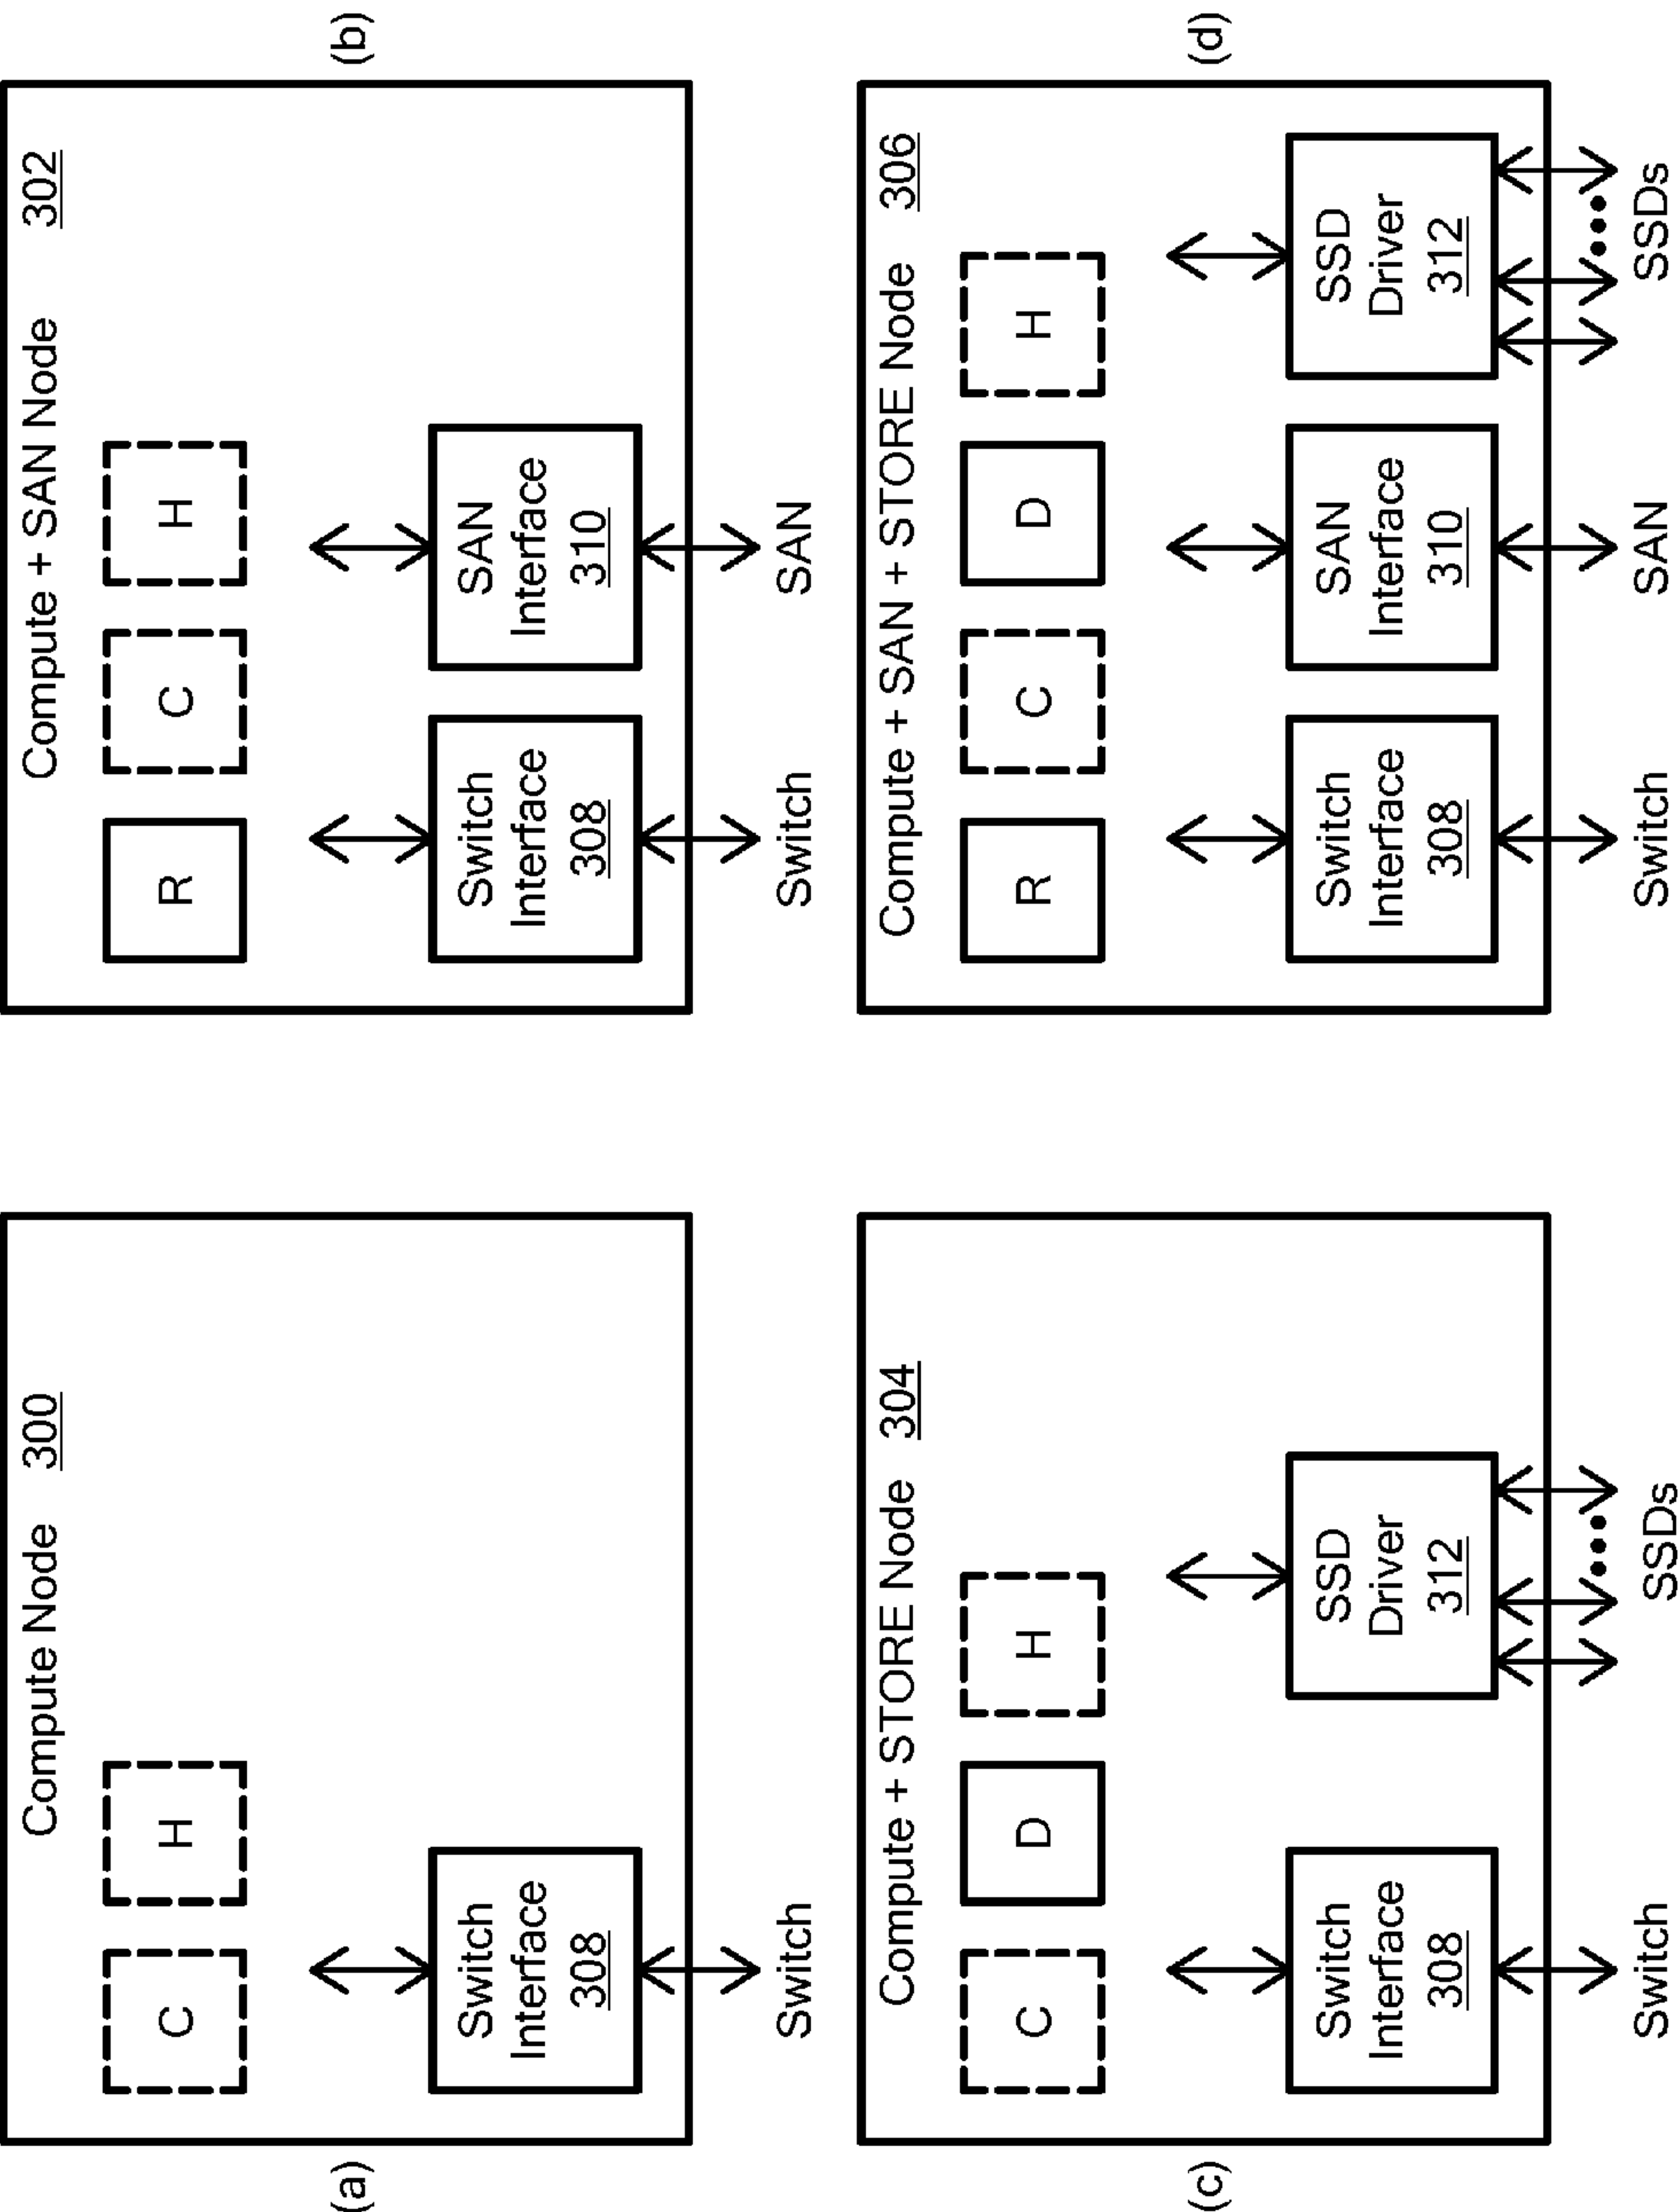 (a)
Compute Node 300
C
H
Switch
Interface
308
Switch
(b)
Compute + SAN Node 302
R
C
H
Switch
Interface
308
SAN
Interface
310
Switch
SAN
(c)
Compute + STORE Node 304
C
D
H
Switch
Interface
308
SSD
Driver
312
Switch
SSDs
(d)
Compute + SAN + STORE Node 306
R
C
D
H
Switch
Interface
308
SAN
Interface
310
SSD
Driver
312
Switch
SAN
SSDs